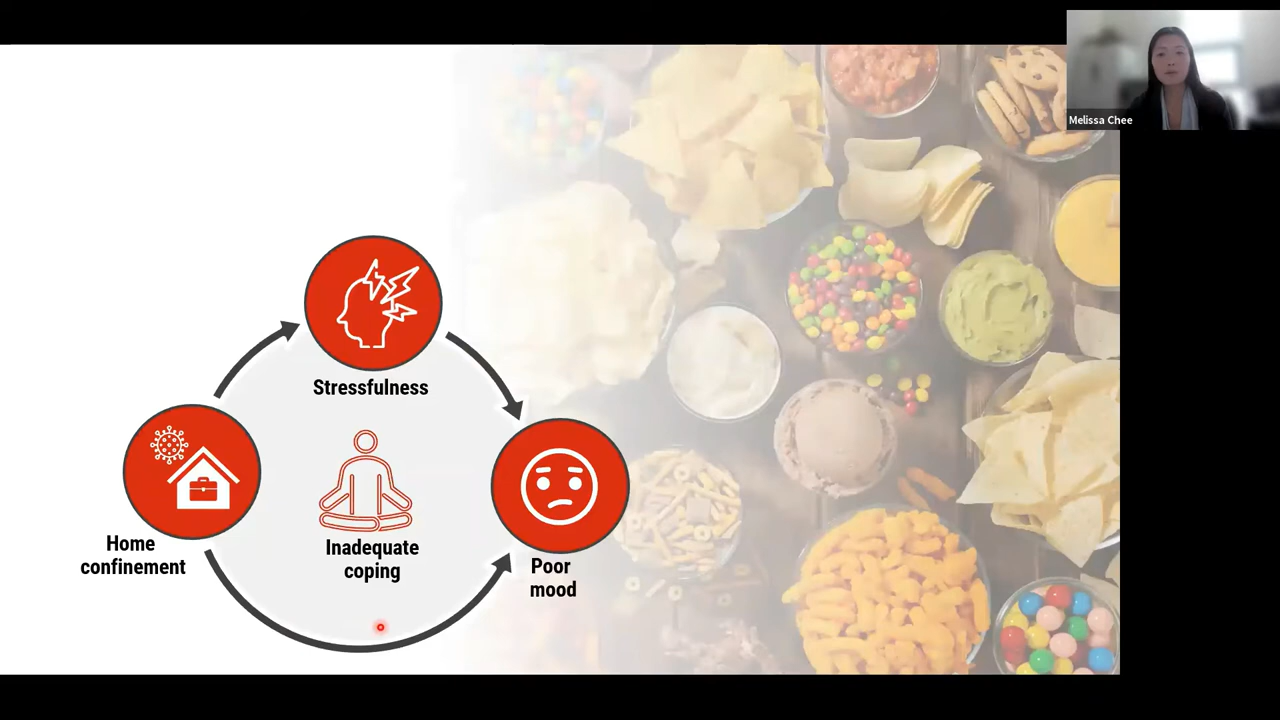 Melissa Chee
Stressfulness
Home
confinement
Inadequate
coping
Poor
mood